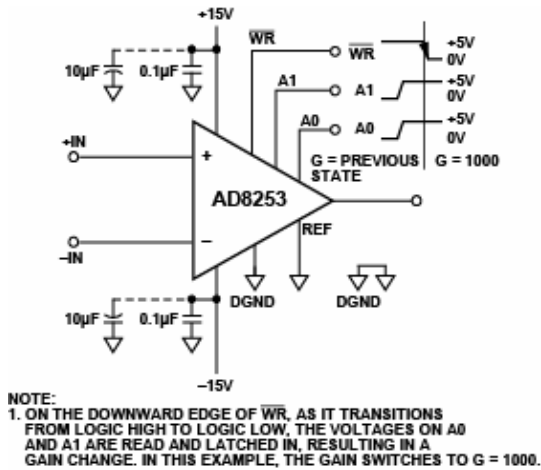 +15V
10µF
0.1µF
W̅R̅
W̅R̅
+5V
0V
A1
A1
+5V
0V
A0
A0
+5V
0V
+IN
G = PREVIOUS
STATE
G = 1000
+
AD8253
REF
−
−IN
DGND
DGND
10µF
0.1µF
−15V
NOTE:
1. ON THE DOWNWARD EDGE OF W̅R̅, AS IT TRANSITIONS
FROM LOGIC HIGH TO LOGIC LOW, THE VOLTAGES ON A0
AND A1 ARE READ AND LATCHED IN, RESULTING IN A
GAIN CHANGE. IN THIS EXAMPLE, THE GAIN SWITCHES TO G = 1000.